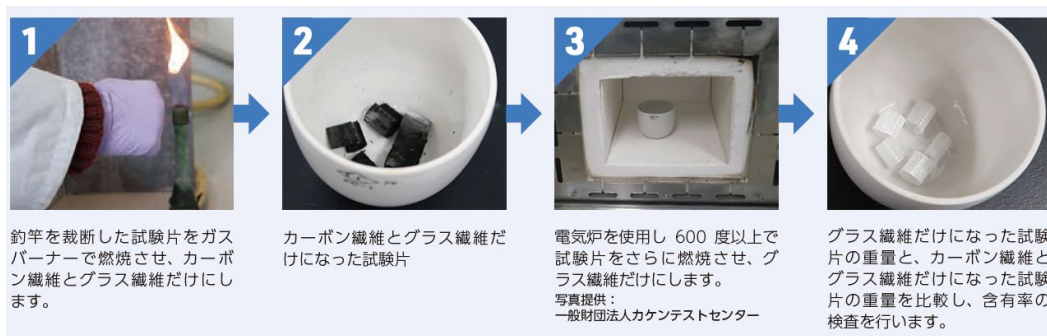 1
釣竿を裁断した試験片をガス
バーナーで燃焼させ、カーボ
ン繊維とグラス繊維だけにし
ます。
2
カーボン繊維とグラス繊維だ
けになった試験片
3
電気炉を使用し 600 度以上で
試験片をさらに燃焼させ、グ
ラス繊維だけにします。
写真提供：
一般財団法人カケンテストセンター
4
グラス繊維だけになった試験
片の重量と、カーボン繊維と
グラス繊維だけになった試験
片の重量を比較し、含有率の
検査を行います。